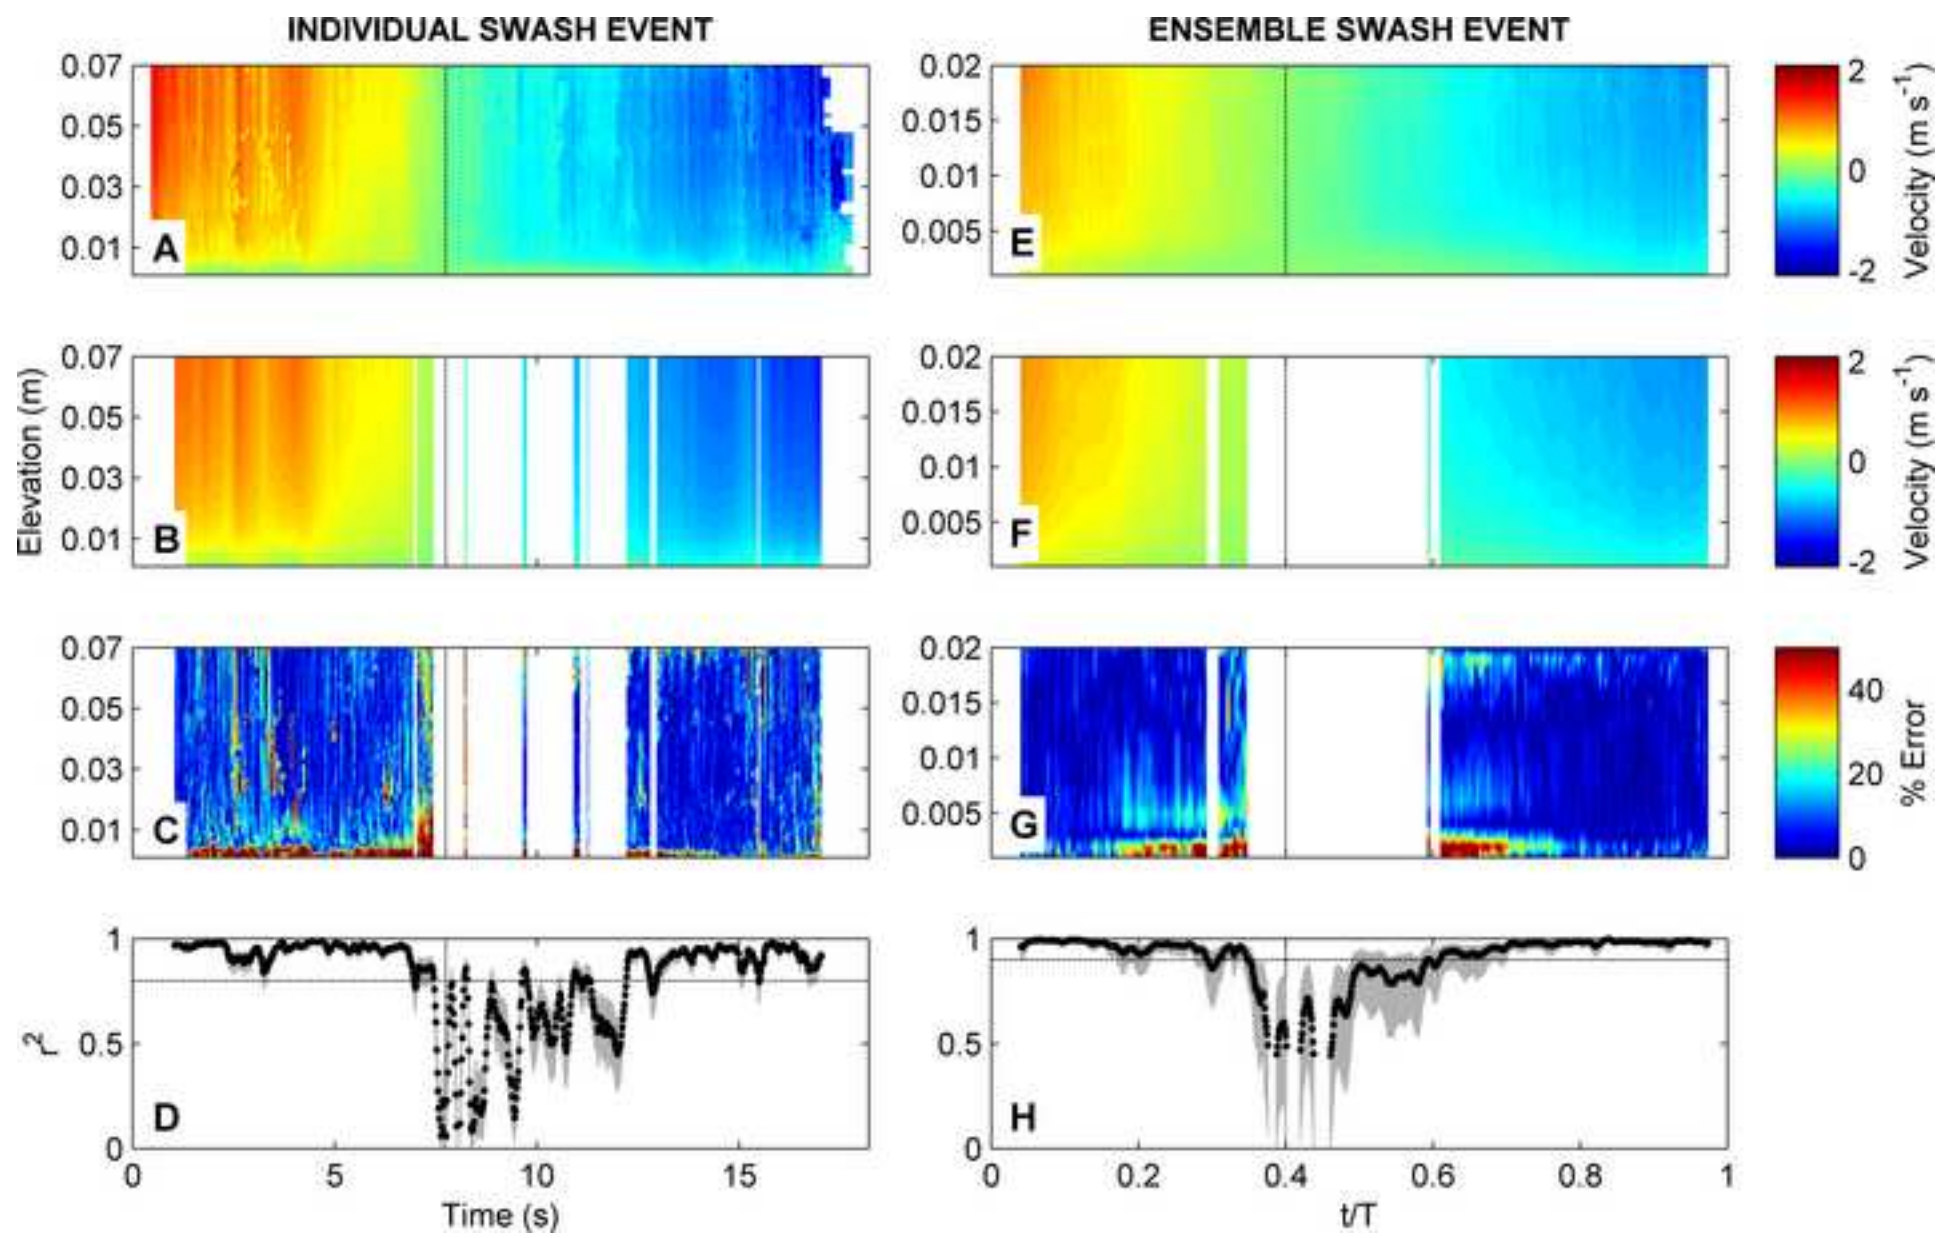 INDIVIDUAL SWASH EVENT
ENSEMBLE SWASH EVENT
0.07
0.05
0.03
0.01
A
0.02
0.015
0.01
0.005
E
2
0
-2
Velocity (m s-1)
Elevation (m)
0.07
0.05
0.03
0.01
B
0.02
0.015
0.01
0.005
F
2
0
-2
Velocity (m s-1)
0.07
0.05
0.03
0.01
C
0.02
0.015
0.01
0.005
G
40
20
0
% Error
r2
1
0.5
0
D
1
0.5
0
H
0 5 10 15
Time (s)
0 0.2 0.4 0.6 0.8 1
t/T